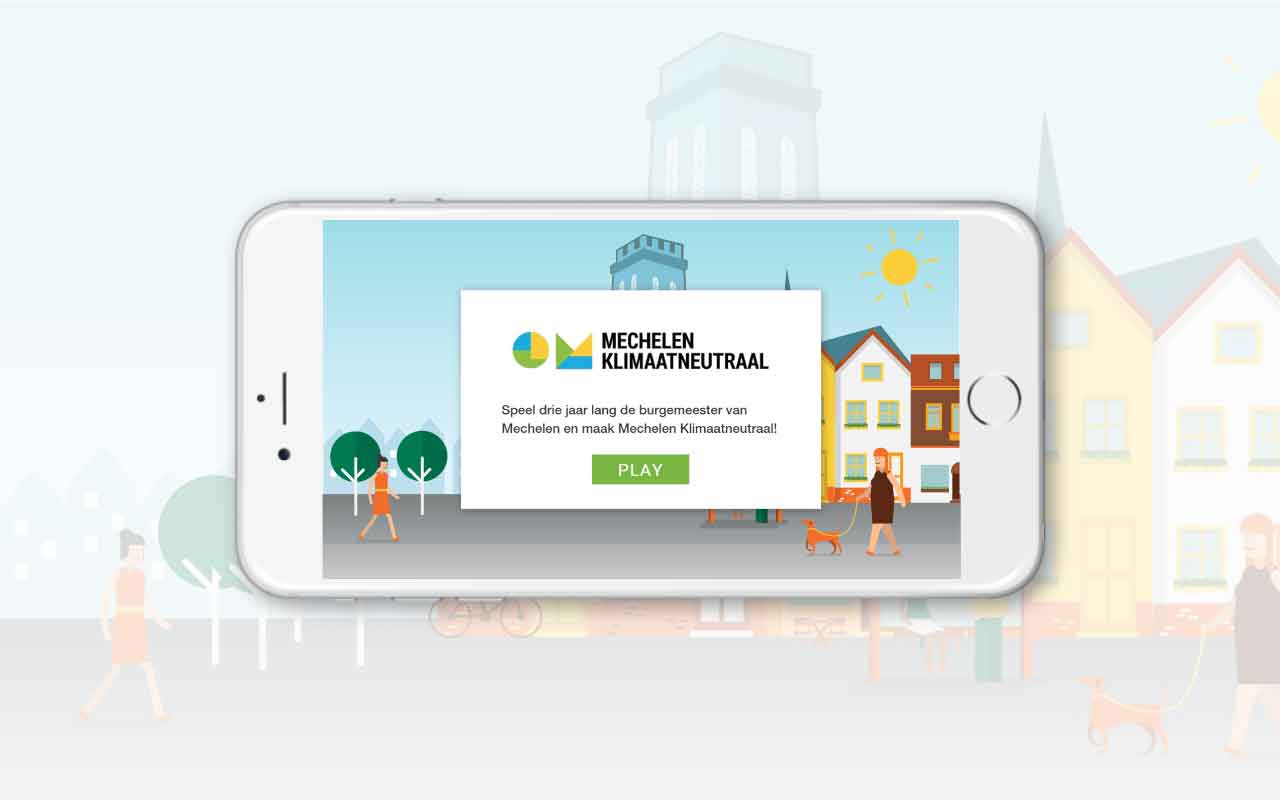 MECHELEN
KLIMAATNEUTRAAL
Speel drie jaar lang de burgemeester van
Mechelen en maak Mechelen Klimaatneutraal!
PLAY